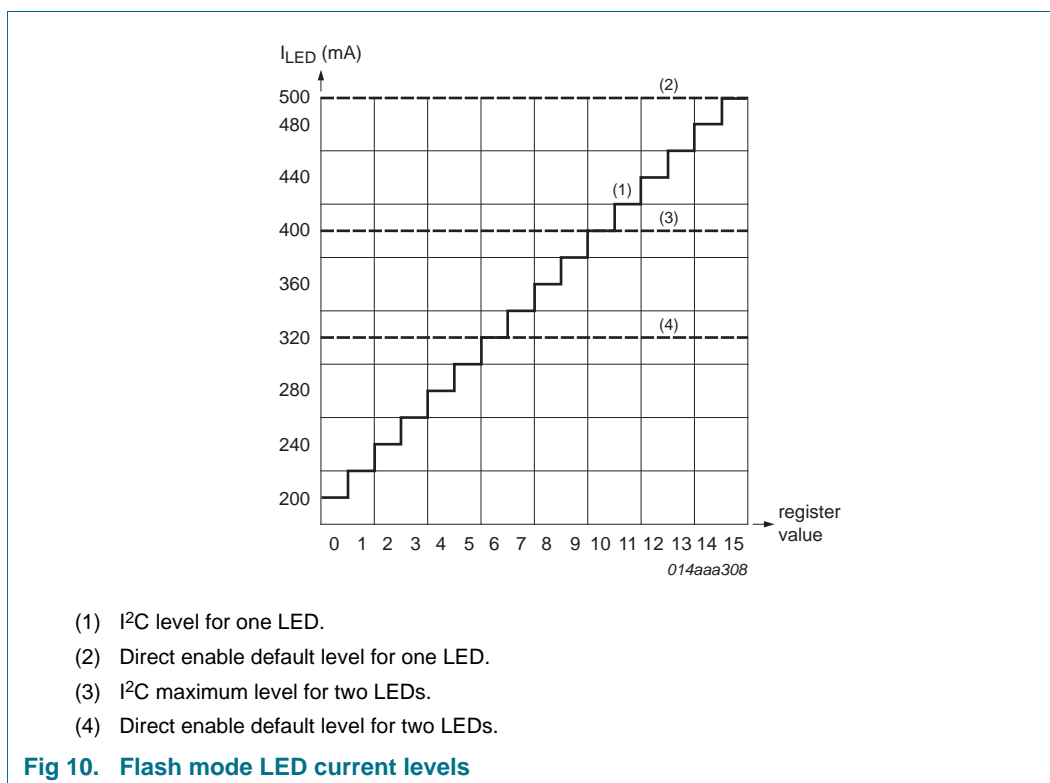 I_LED (mA)
(2)
500
480
440
(1)
(3)
400
360
(4)
320
280
240
200
register
value
0 1 2 3 4 5 6 7 8 9 10 11 12 13 14 15
014aaa308
(1) I²C level for one LED.
(2) Direct enable default level for one LED.
(3) I²C maximum level for two LEDs.
(4) Direct enable default level for two LEDs.
Fig 10. Flash mode LED current levels